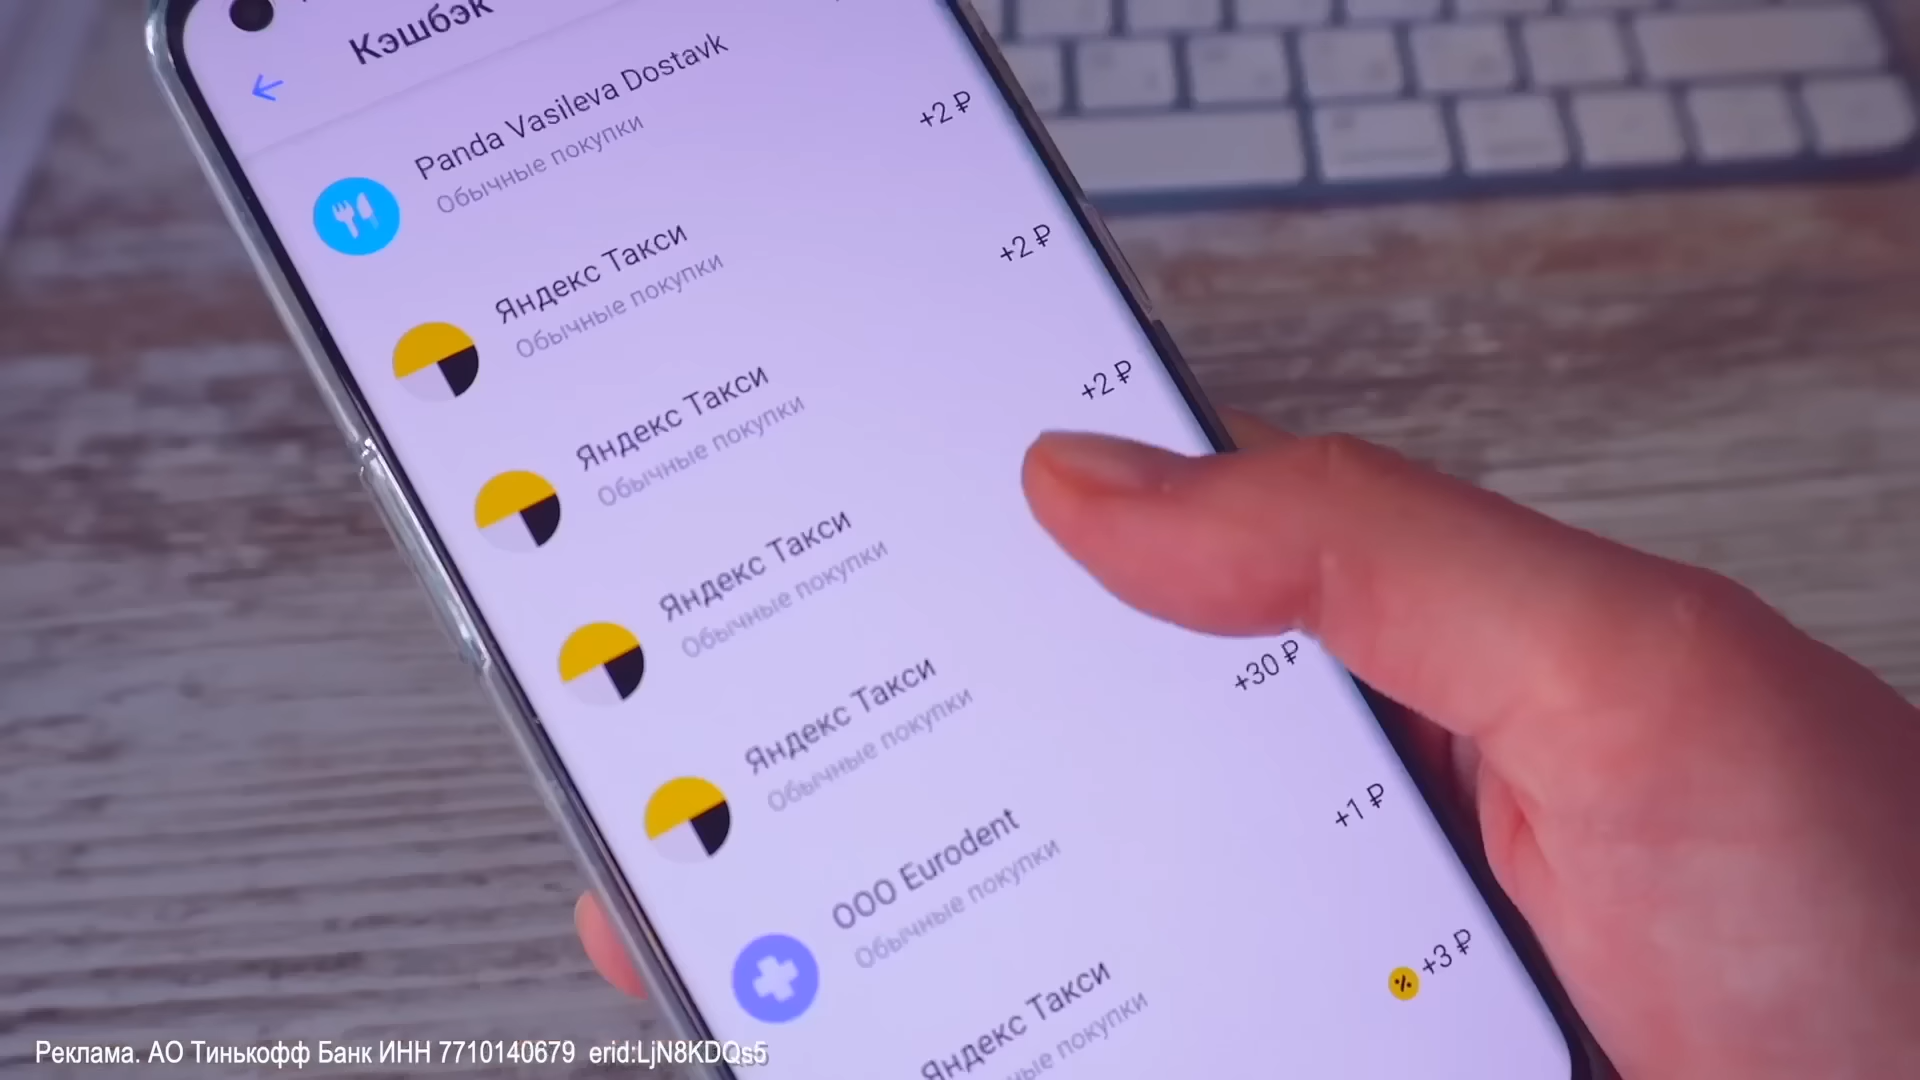 Кэшбэк
Panda Vasileva Dostavk
Обычные покупки
+2 ₽
Яндекс Такси
Обычные покупки
+2 ₽
Яндекс Такси
Обычные покупки
+2 ₽
Яндекс Такси
Обычные покупки
Яндекс Такси
Обычные покупки
+30 ₽
ООО Eurodent
Обычные покупки
+1 ₽
Яндекс Такси
ые покупки
+3 ₽
Реклама. АО Тинькофф Банк ИНН 7710140679 erid:LjN8KDQs5